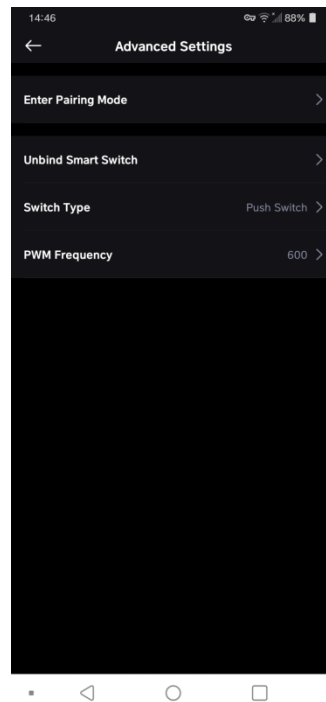 14:46
88%
Advanced Settings
Enter Pairing Mode
Unbind Smart Switch
Switch Type
Push Switch
PWM Frequency
600